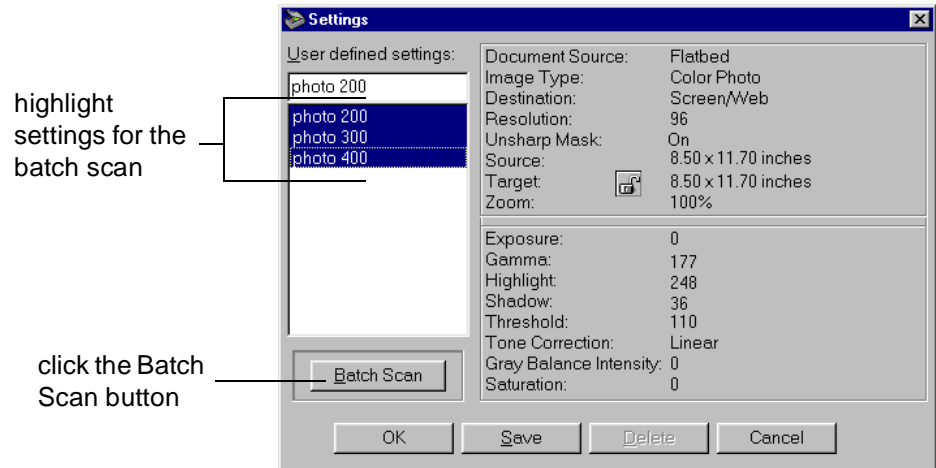 Settings
User defined settings:
photo 200
photo 200
photo 300
photo 400
highlight
settings for the
batch scan
Document Source: Flatbed
Image Type: Color Photo
Destination: Screen/Web
Resolution: 96
Unsharp Mask: On
Source: 8.50 x 11.70 inches
Target: 8.50 x 11.70 inches
Zoom: 100%
Exposure: 0
Gamma: 177
Highlight: 248
Shadow: 36
Threshold: 110
Tone Correction: Linear
Gray Balance Intensity: 0
Saturation: 0
click the Batch
Scan button
Batch Scan
OK Save Delete Cancel